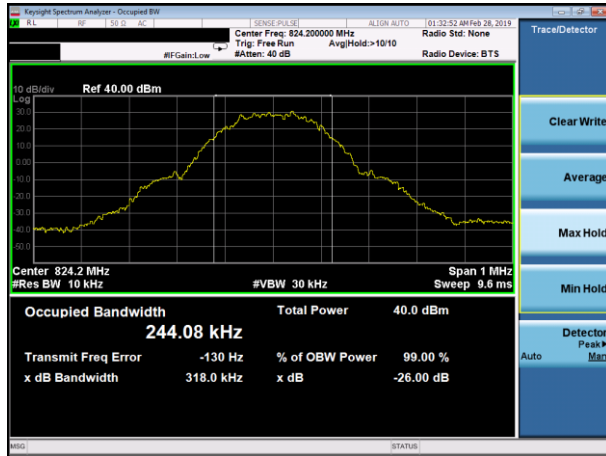 Keysight Spectrum Analyzer - Occupied BW
RL RF 50 Ω AC SENSE:PULSE ALIGN AUTO 01:32:52 AM Feb 28, 2019
Center Freq: 824.200000 MHz Radio Std: None
Trig: Free Run Avg|Hold:>10/10
#IFGain:Low #Atten: 40 dB Radio Device: BTS
Trace/Detector
10 dB/div Ref 40.00 dBm
Log
30.0
20.0
10.0
0.00
-10.0
-20.0
-30.0
-40.0
-50.0
Center 824.2 MHz Span 1 MHz
#Res BW 10 kHz #VBW 30 kHz Sweep 9.6 ms
Occupied Bandwidth Total Power 40.0 dBm
244.08 kHz
Transmit Freq Error -130 Hz % of OBW Power 99.00 %
x dB Bandwidth 318.0 kHz x dB -26.00 dB
Clear Write
Average
Max Hold
Min Hold
Detector
Peak
Auto Man
MSG STATUS